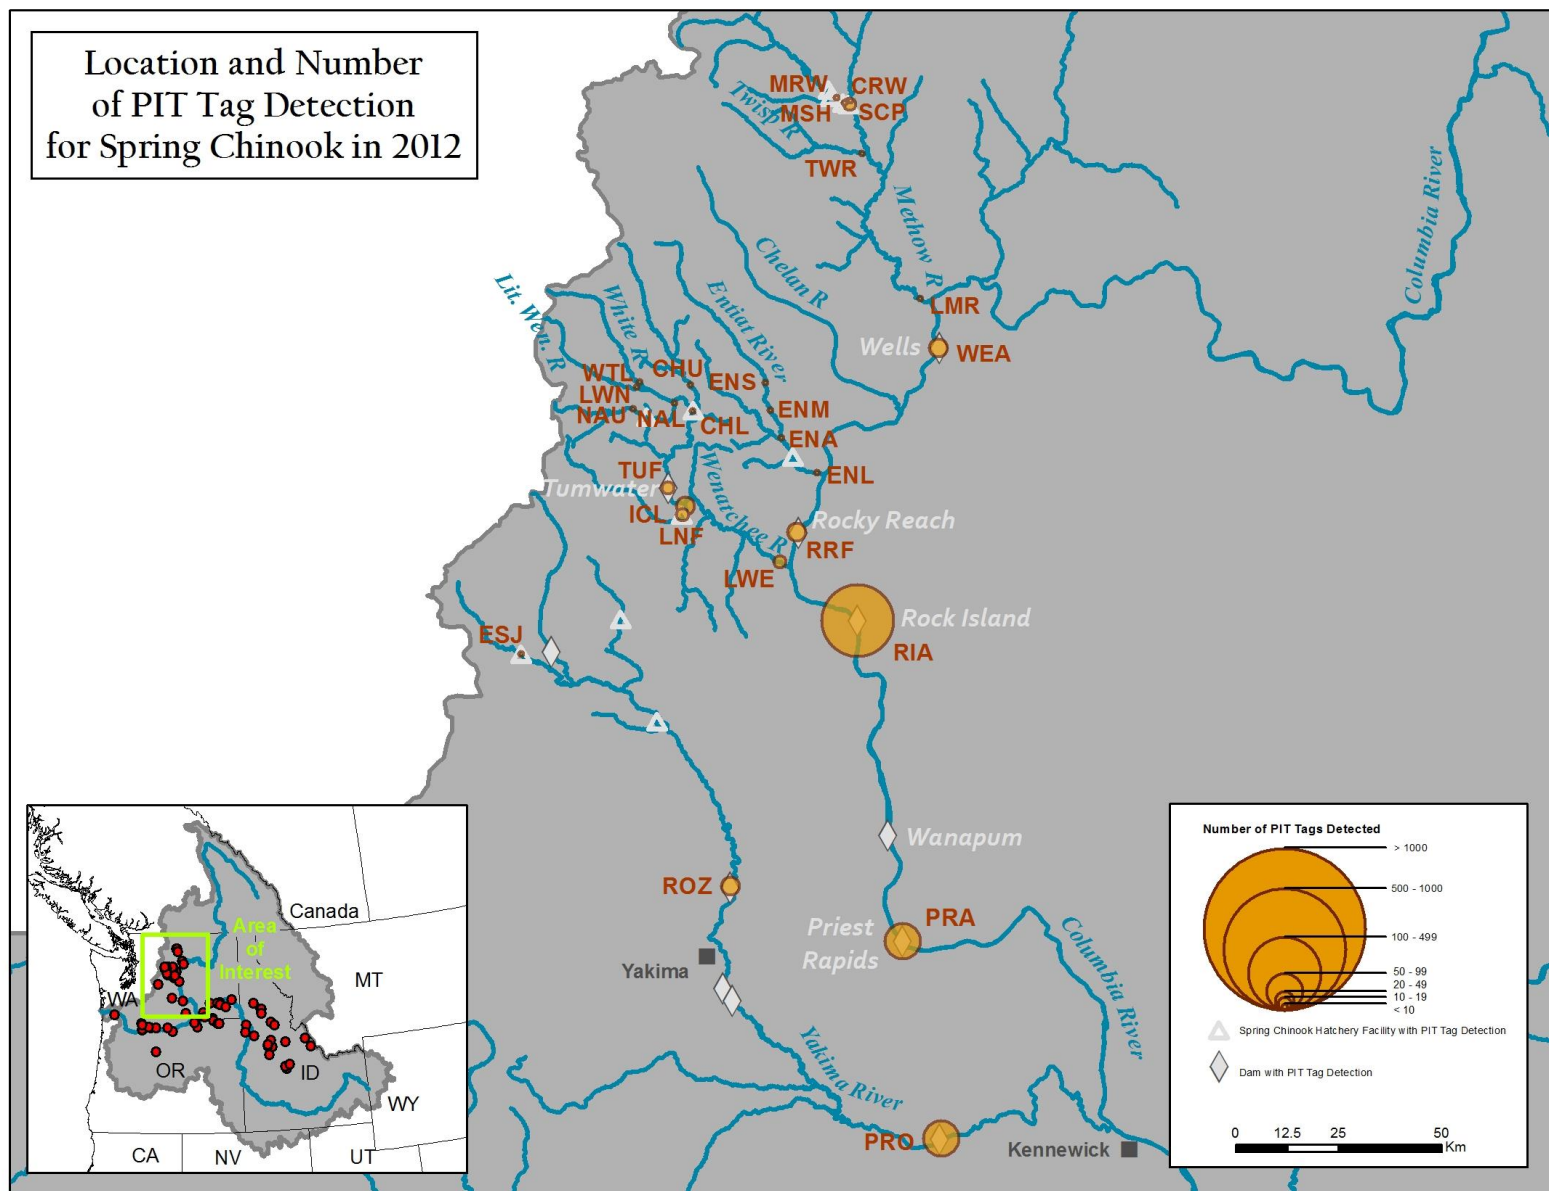 Location and Number
of PIT Tag Detection
for Spring Chinook in 2012
MRW
CRW
MSH
SCP
Twisp R
TWR
Methow R
Columbia River
Chelan R
LMR
Lit. Wen. R
White R
Entiat River
Wells
WEA
WTL
CHU
ENS
LWN
NAU
NAL
CHL
ENM
ENA
TUF
ENL
Tumwater
Wenatchee R
ICL
Rocky Reach
LNF
RRF
LWE
Rock Island
ESJ
RIA
Wanapum
ROZ
PRA
Priest
Rapids
Columbia River
Yakima
Yakima River
PRO
Kennewick
Canada
Area
of
Interest
MT
WA
OR
ID
WY
CA
NV
UT
Number of PIT Tags Detected
> 1000
500 - 1000
100 - 499
50 - 99
20 - 49
10 - 19
< 10
Spring Chinook Hatchery Facility with PIT Tag Detection
Dam with PIT Tag Detection
0 12.5 25 50
Km